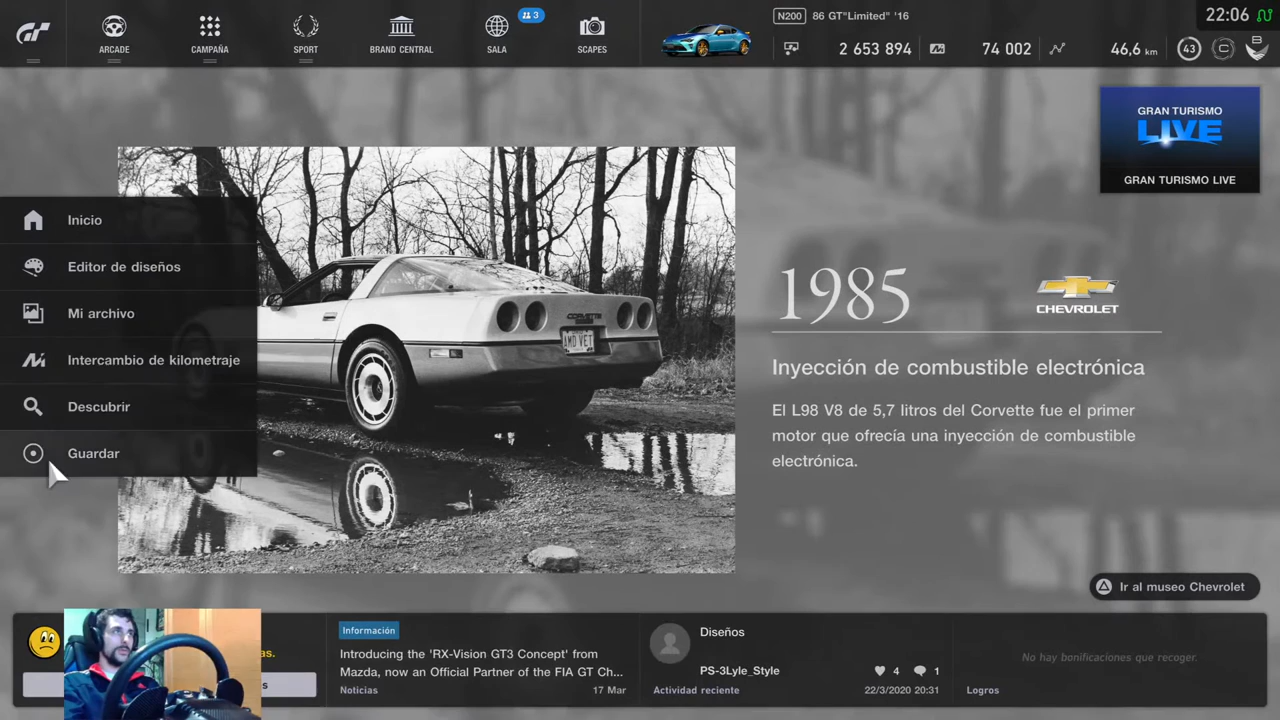 ARCADE
CAMPAÑA
SPORT
BRAND CENTRAL
3
SALA
SCAPES
N200 86 GT"Limited" '16
2 653 894
74 002
46,6 km
43
C
B
22:06
GRAN TURISMO
LIVE
GRAN TURISMO LIVE
Inicio
Editor de diseños
Mi archivo
Intercambio de kilometraje
Descubrir
Guardar
CORVETTE
AMD VET
1985
CHEVROLET
Inyección de combustible electrónica
El L98 V8 de 5,7 litros del Corvette fue el primer
motor que ofrecía una inyección de combustible
electrónica.
Ir al museo Chevrolet
Información
Introducing the 'RX-Vision GT3 Concept' from
Mazda, now an Official Partner of the FIA GT Ch...
Noticias
17 Mar
Diseños
PS-3Lyle_Style
4
1
Actividad reciente
22/3/2020 20:31
No hay bonificaciones que recoger.
Logros